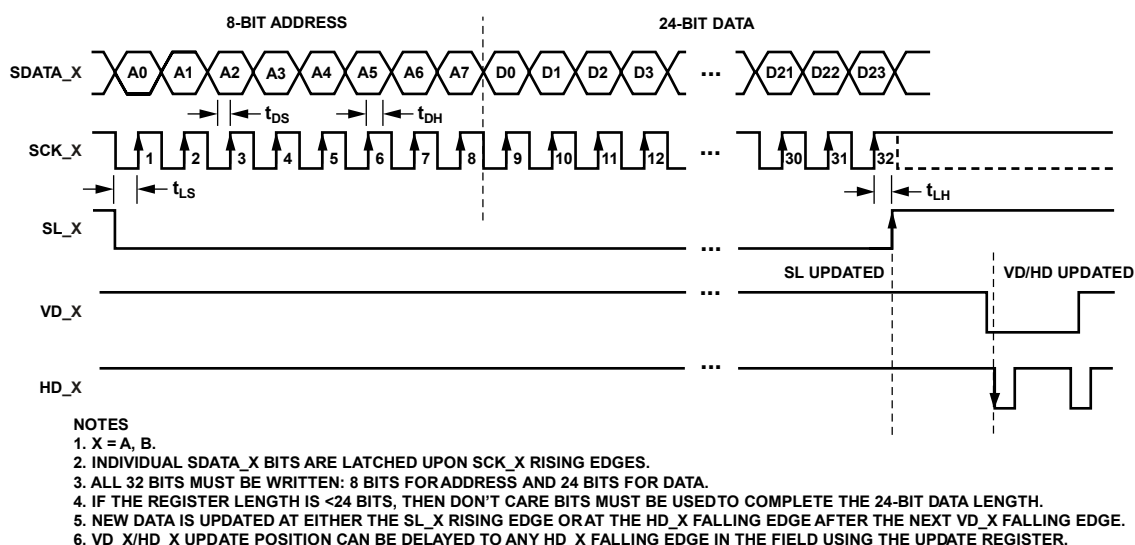 8-BIT ADDRESS 24-BIT DATA
SDATA_X A0 A1 A2 A3 A4 A5 A6 A7 D0 D1 D2 D3 ... D21 D22 D23
tDS tDH
SCK_X 1 2 3 4 5 6 7 8 9 10 11 12 ... 30 31 32
tLS tLH
SL_X ...
SL UPDATED VD/HD UPDATED
VD_X ...
HD_X ...
NOTES
1. X = A, B.
2. INDIVIDUAL SDATA_X BITS ARE LATCHED UPON SCK_X RISING EDGES.
3. ALL 32 BITS MUST BE WRITTEN: 8 BITS FOR ADDRESS AND 24 BITS FOR DATA.
4. IF THE REGISTER LENGTH IS <24 BITS, THEN DON'T CARE BITS MUST BE USED TO COMPLETE THE 24-BIT DATA LENGTH.
5. NEW DATA IS UPDATED AT EITHER THE SL_X RISING EDGE OR AT THE HD_X FALLING EDGE AFTER THE NEXT VD_X FALLING EDGE.
6. VD_X/HD_X UPDATE POSITION CAN BE DELAYED TO ANY HD_X FALLING EDGE IN THE FIELD USING THE UPDATE REGISTER.